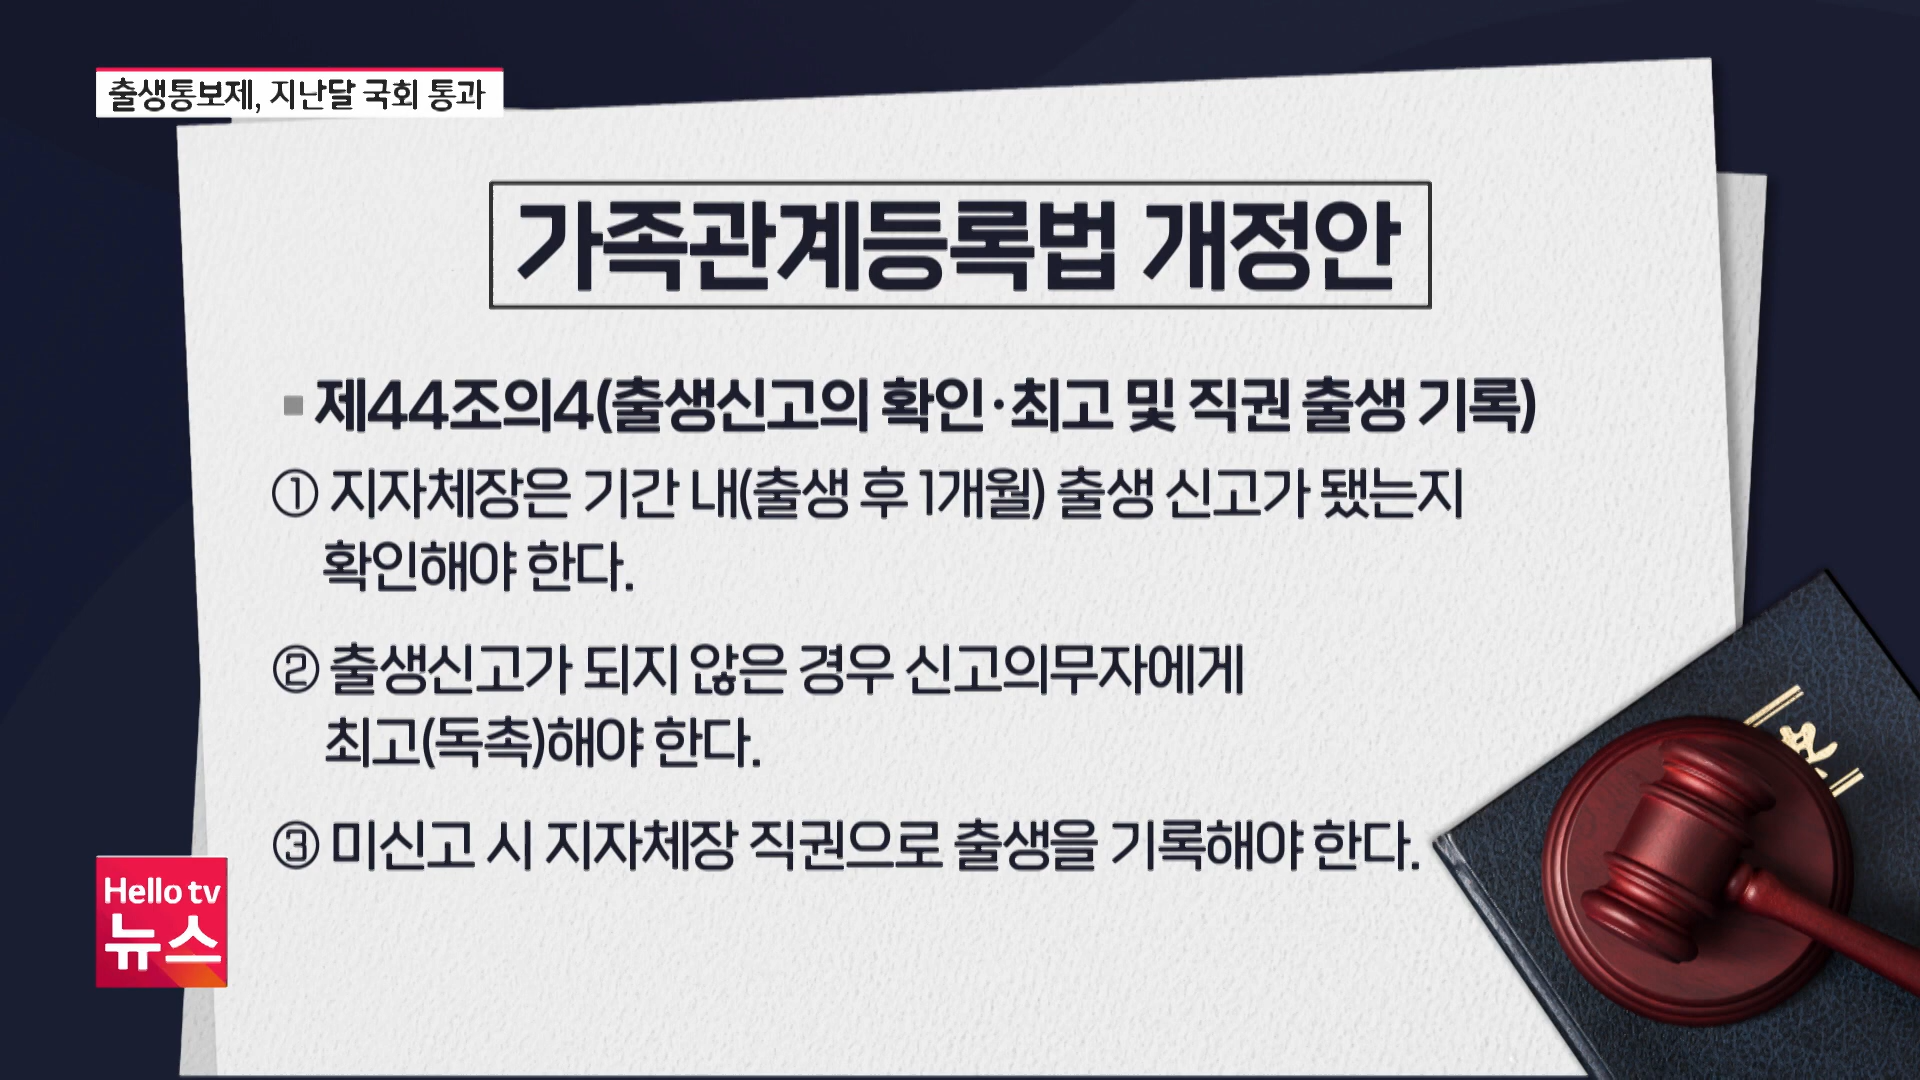 출생통보제, 지난달 국회 통과
가족관계등록법 개정안
▪ 제44조의4(출생신고의 확인·최고 및 직권 출생 기록)
① 지자체장은 기간 내(출생 후 1개월) 출생 신고가 됐는지
확인해야 한다.
② 출생신고가 되지 않은 경우 신고의무자에게
최고(독촉)해야 한다.
③ 미신고 시 지자체장 직권으로 출생을 기록해야 한다.
Hello tv
뉴스